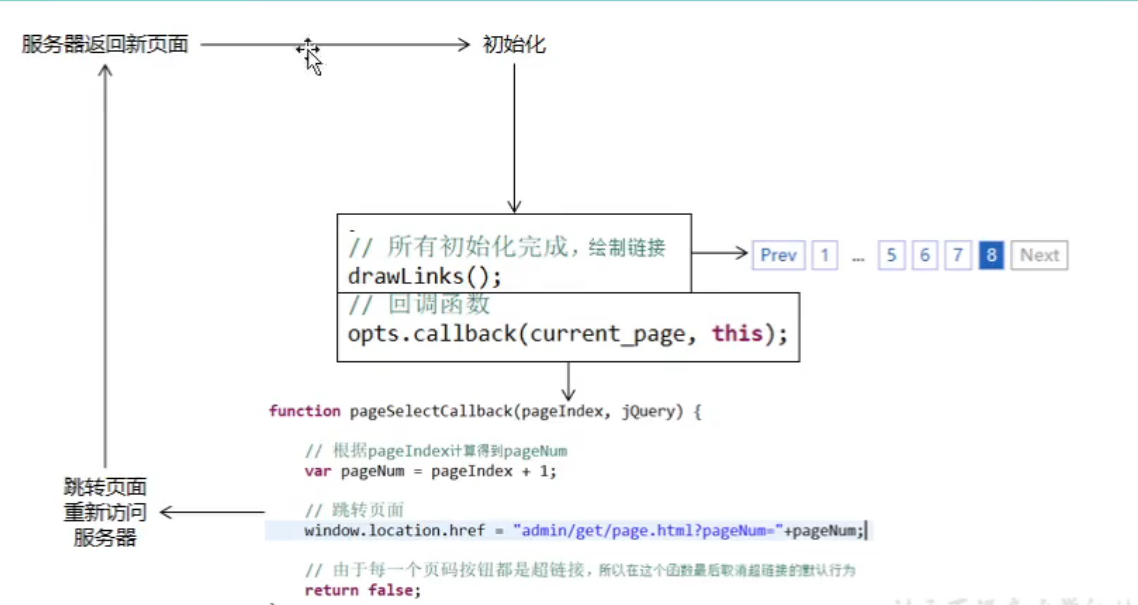 服务器返回新页面
初始化
// 所有初始化完成，绘制链接
drawLinks();
Prev 1 ... 5 6 7 8 Next
// 回调函数
opts.callback(current_page, this);
function pageSelectCallback(pageIndex, jQuery) {
// 根据pageIndex计算得到pageNum
var pageNum = pageIndex + 1;
// 跳转页面
window.location.href = "admin/get/page.html?pageNum="+pageNum;
// 由于每一个页码按钮都是超链接，所以在这个函数最后取消超链接的默认行为
return false;
跳转页面
重新访问
服务器